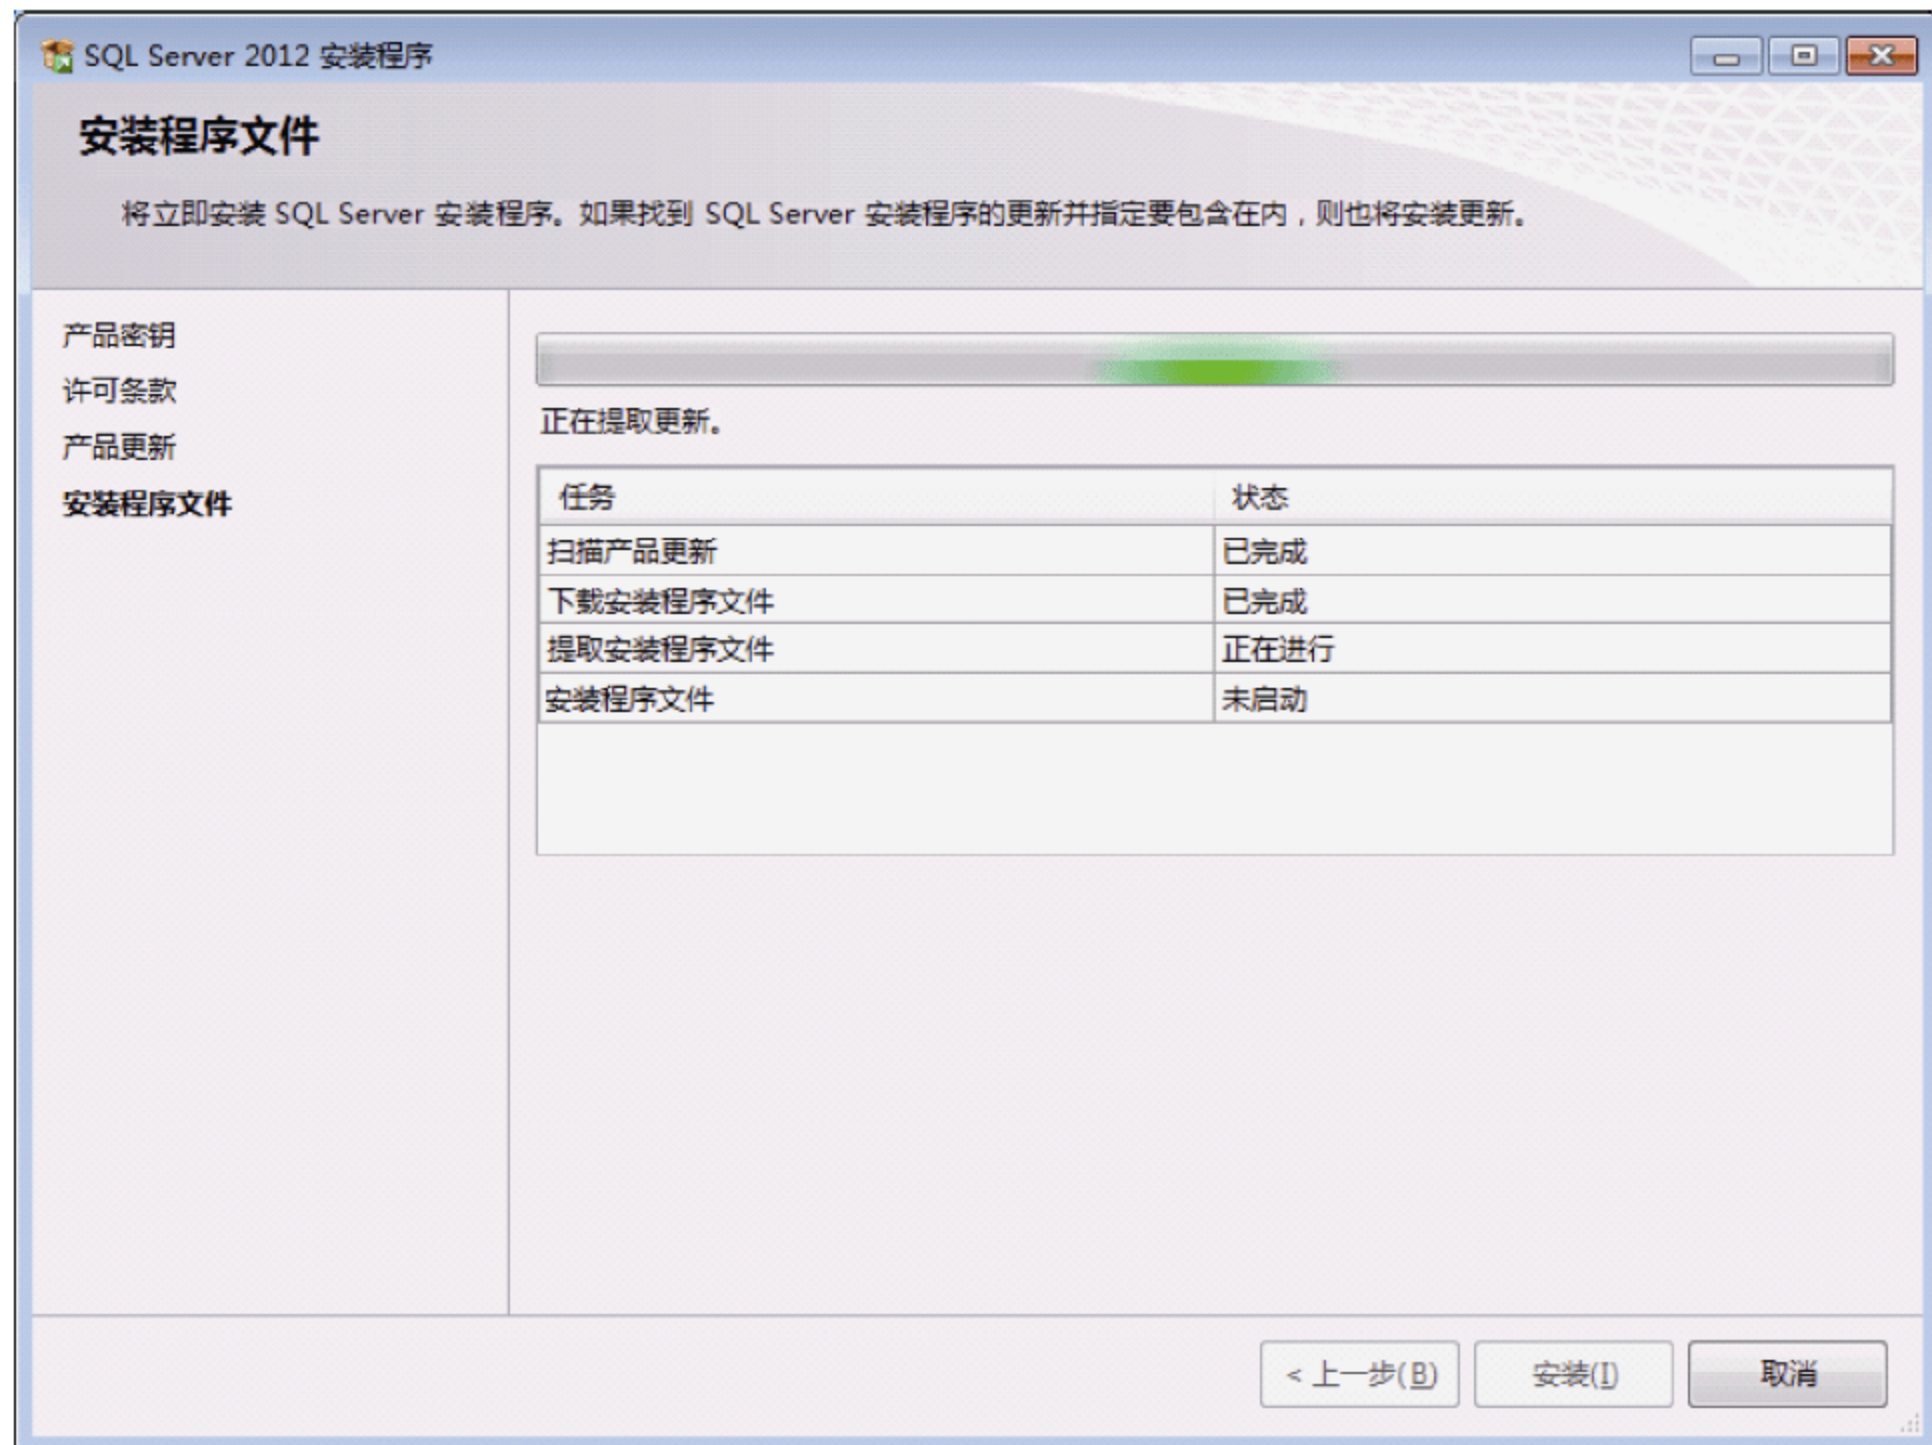 SQL Server 2012 安装程序
安装程序文件
将立即安装 SQL Server 安装程序。如果找到 SQL Server 安装程序的更新并指定要包含在内，则也将安装更新。
产品密钥
许可条款
产品更新
安装程序文件
正在提取更新。
任务 状态
扫描产品更新 已完成
下载安装程序文件 已完成
提取安装程序文件 正在进行
安装程序文件 未启动
< 上一步(B) 安装(I) 取消